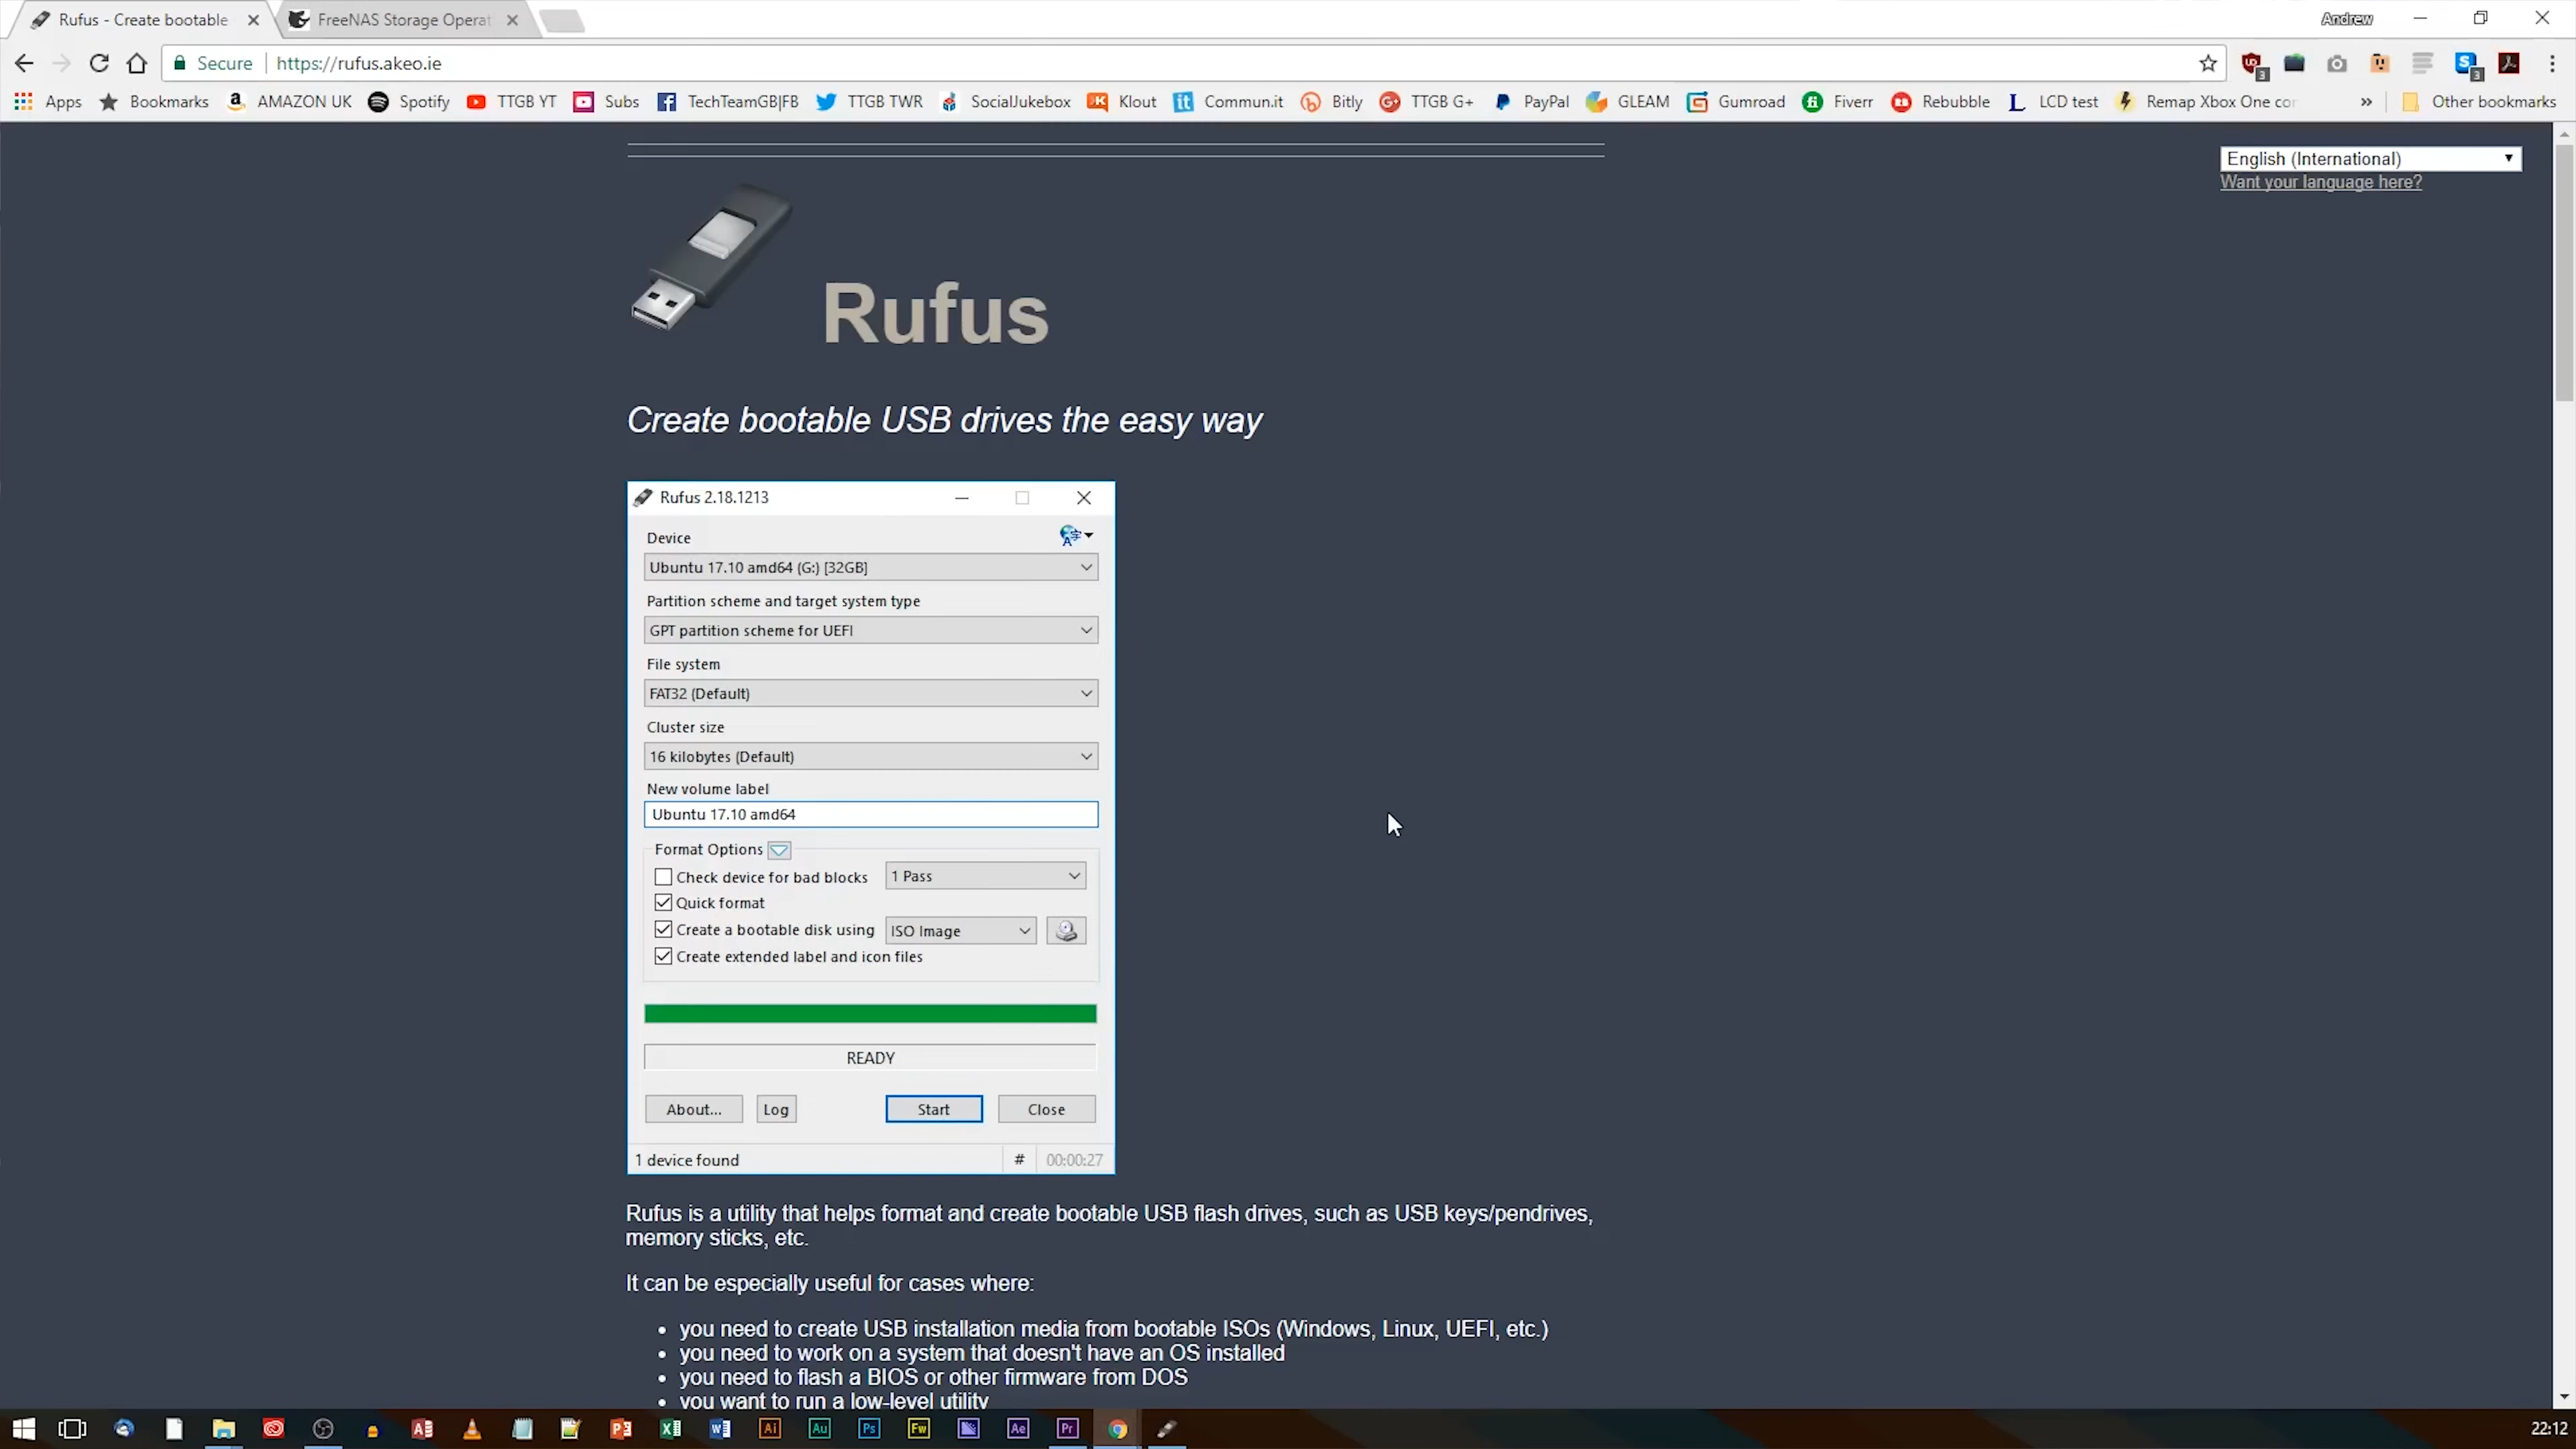 Rufus - Create bootable
FreeNAS Storage Operat
Andrew
Secure https://rufus.akeo.ie
Apps Bookmarks AMAZON UK Spotify TTGB YT Subs TechTeamGB|FB TTGB TWR SocialJukebox Klout Commun.it Bitly TTGB G+ PayPal GLEAM Gumroad Fiverr Rebubble LCD test Remap Xbox One cor » Other bookmarks
English (International)
Want your language here?
Rufus
Create bootable USB drives the easy way
Rufus 2.18.1213
Device
Ubuntu 17.10 amd64 (G:) [32GB]
Partition scheme and target system type
GPT partition scheme for UEFI
File system
FAT32 (Default)
Cluster size
16 kilobytes (Default)
New volume label
Ubuntu 17.10 amd64
Format Options
Check device for bad blocks 1 Pass
Quick format
Create a bootable disk using ISO Image
Create extended label and icon files
READY
About... Log Start Close
1 device found # 00:00:27
Rufus is a utility that helps format and create bootable USB flash drives, such as USB keys/pendrives,
memory sticks, etc.
It can be especially useful for cases where:
• you need to create USB installation media from bootable ISOs (Windows, Linux, UEFI, etc.)
• you need to work on a system that doesn't have an OS installed
• you need to flash a BIOS or other firmware from DOS
• you want to run a low-level utility
22:12